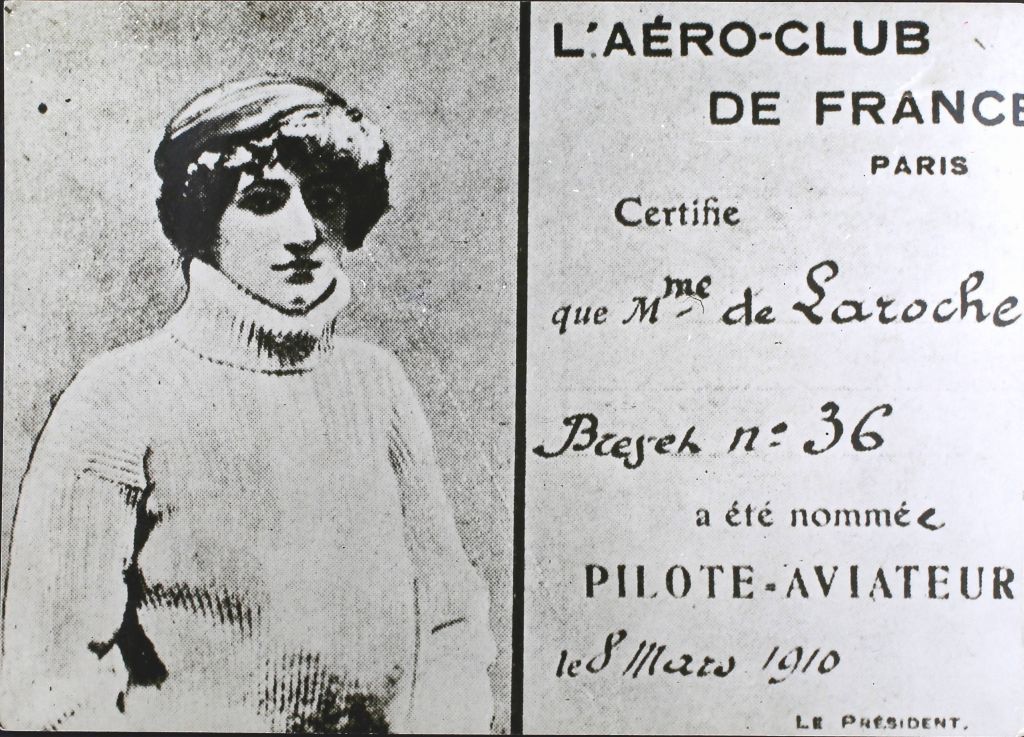 L'AÉRO-CLUB
DE FRANCE
PARIS
Certifie
que Mme de Laroche
Brevet nº 36
a été nommée
PILOTE-AVIATEUR
le 8 Mars 1910
LE PRÉSIDENT.